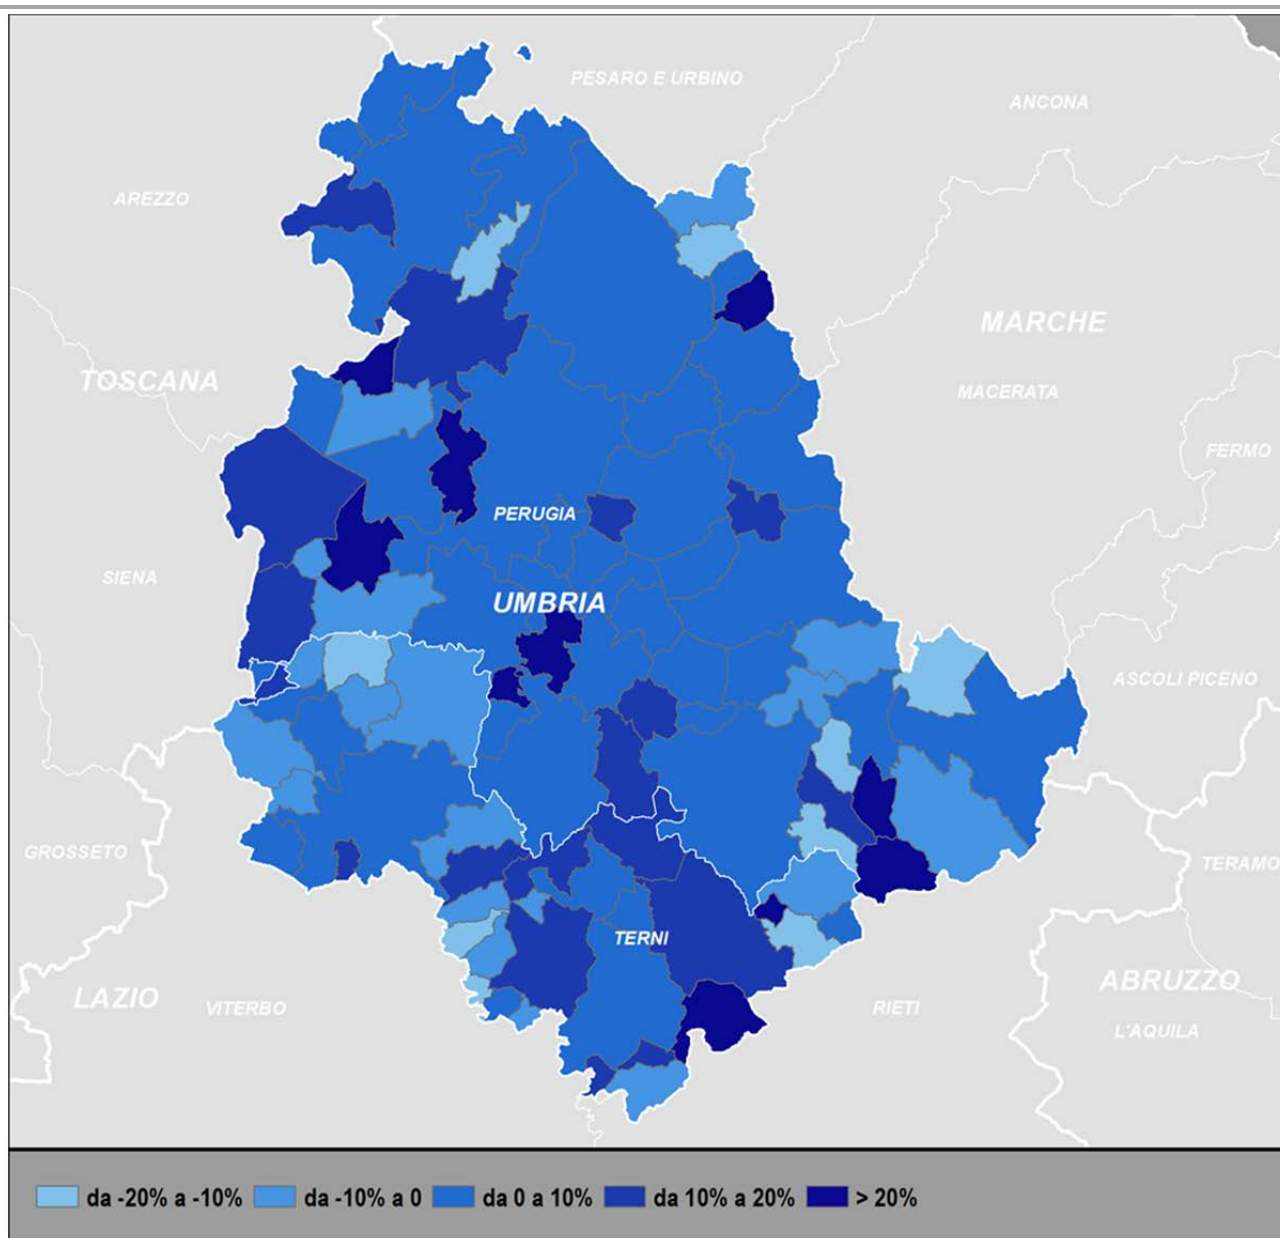 PESARO E URBINO
ANCONA
AREZZO
MARCHE
TOSCANA
MACERATA
FERMO
PERUGIA
SIENA
UMBRIA
ASCOLI PICENO
GROSSETO
TERAMO
TERNI
ABRUZZO
LAZIO
VITERBO
RIETI
L'AQUILA
da -20% a -10% da -10% a 0 da 0 a 10% da 10% a 20% > 20%